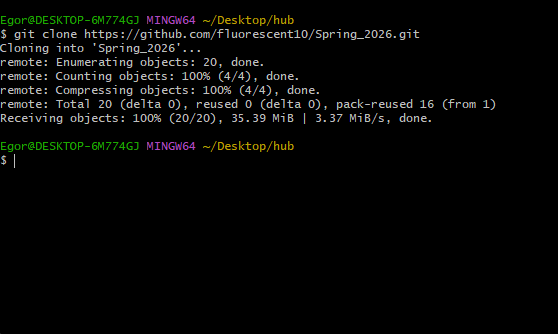 Egor@DESKTOP-6M774GJ MINGW64 ~/Desktop/hub
$ git clone https://github.com/fluorescent10/Spring_2026.git
Cloning into 'Spring_2026'...
remote: Enumerating objects: 20, done.
remote: Counting objects: 100% (4/4), done.
remote: Compressing objects: 100% (4/4), done.
remote: Total 20 (delta 0), reused 0 (delta 0), pack-reused 16 (from 1)
Receiving objects: 100% (20/20), 35.39 MiB | 3.37 MiB/s, done.
Egor@DESKTOP-6M774GJ MINGW64 ~/Desktop/hub
$